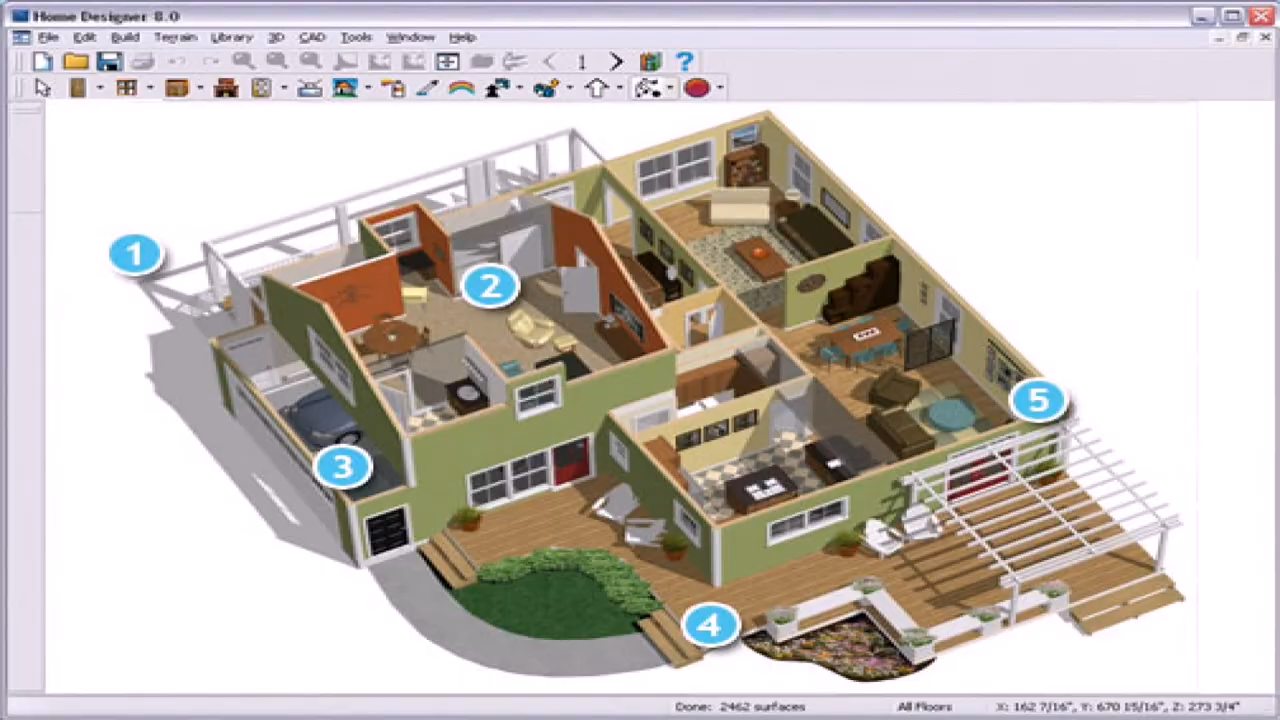 Home Designer 8.0
File Edit Build Terrain Library 3D CAD Tools Window Help
1 ?
1
2
3
4
5
Done: 2462 surfaces All Floors X: 162 7/16", Y: 670 15/16", Z: 273 3/4"